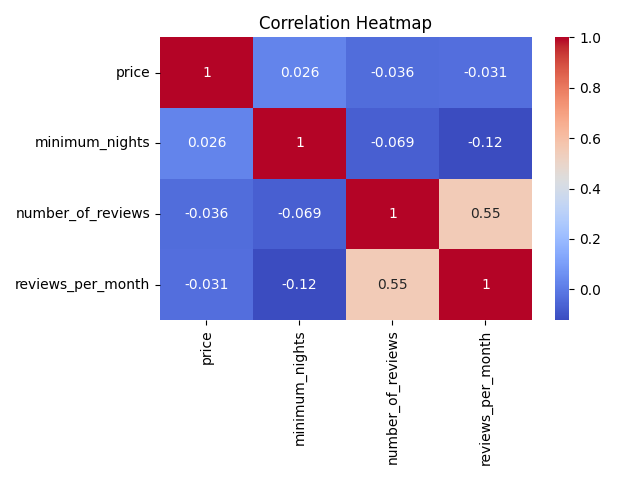 Correlation Heatmap
price 1 0.026 -0.036 -0.031
minimum_nights 0.026 1 -0.069 -0.12
number_of_reviews -0.036 -0.069 1 0.55
reviews_per_month -0.031 -0.12 0.55 1
price
minimum_nights
number_of_reviews
reviews_per_month
1.0
0.8
0.6
0.4
0.2
0.0